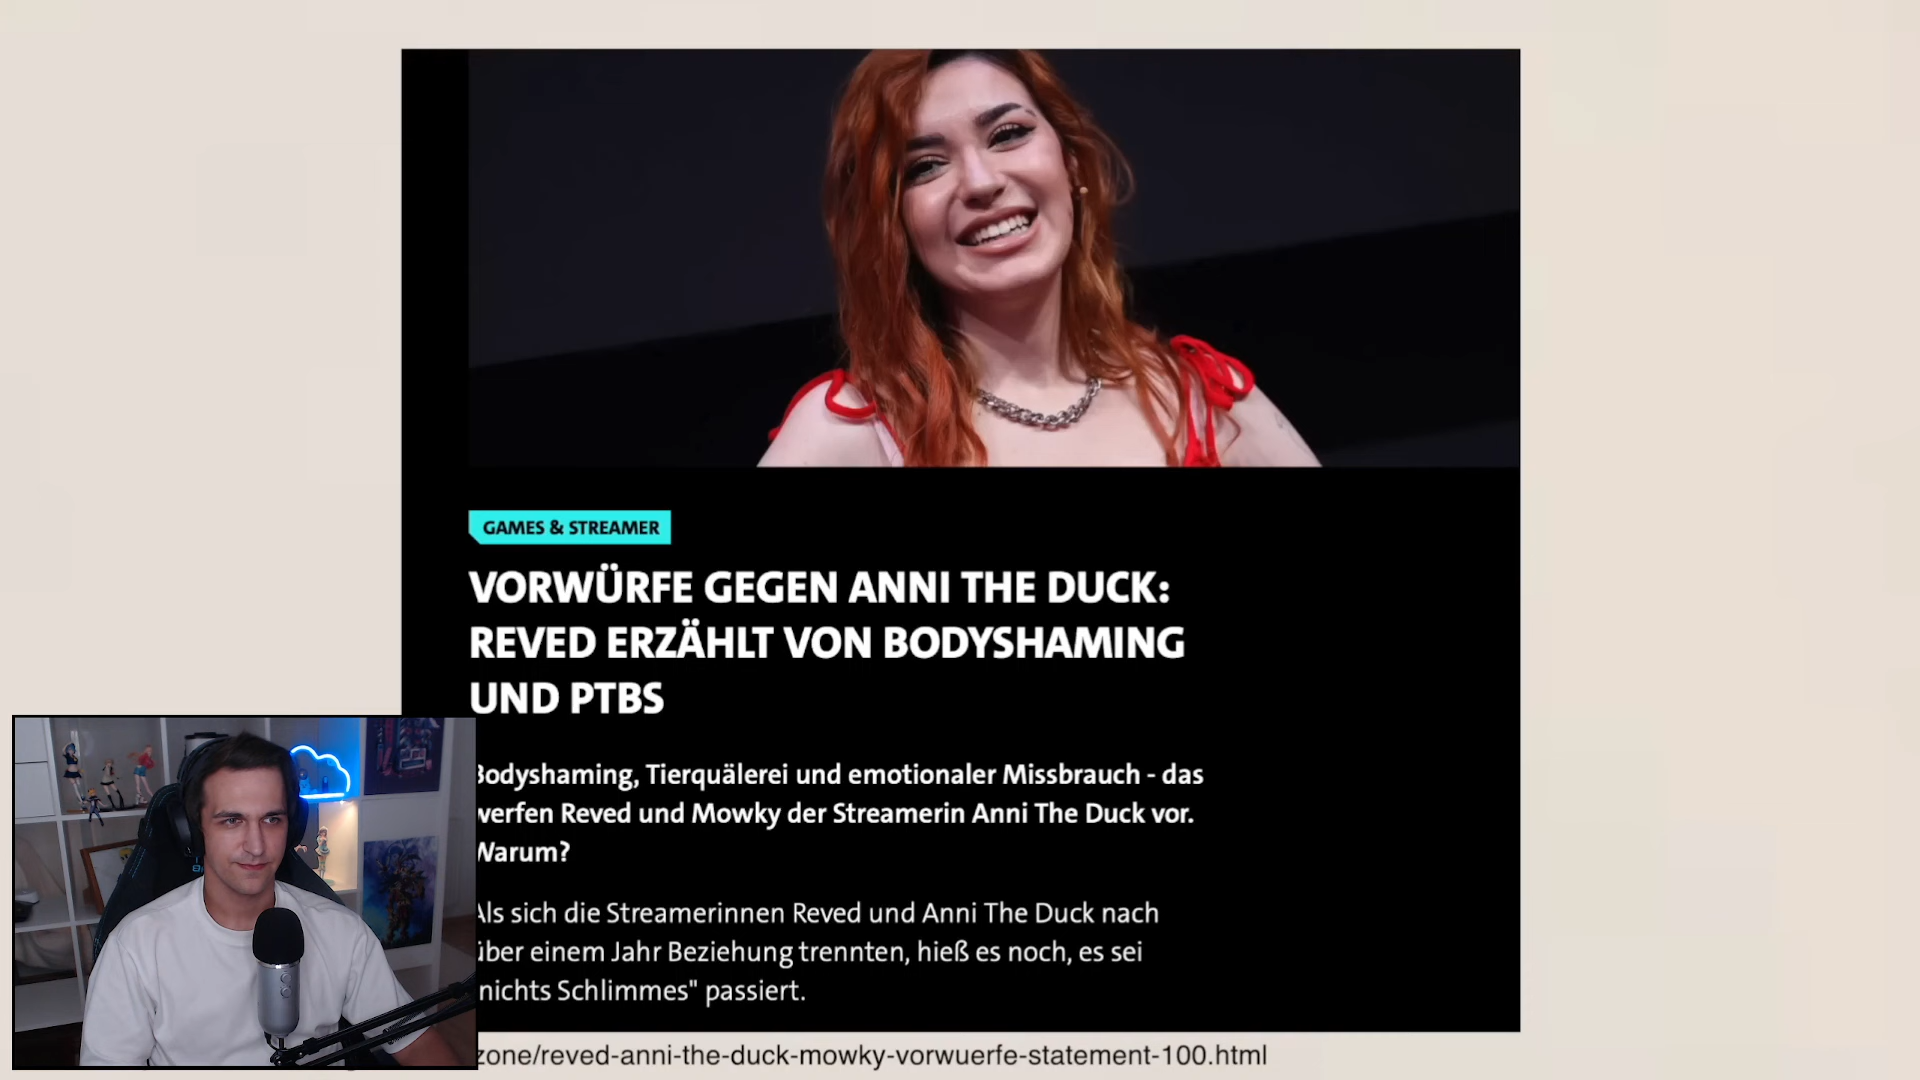 GAMES & STREAMER
VORWÜRFE GEGEN ANNI THE DUCK:
REVED ERZÄHLT VON BODYSHAMING
UND PTBS
Bodyshaming, Tierquälerei und emotionaler Missbrauch - das
werfen Reved und Mowky der Streamerin Anni The Duck vor.
Warum?
Als sich die Streamerinnen Reved und Anni The Duck nach
über einem Jahr Beziehung trennten, hieß es noch, es sei
nichts Schlimmes" passiert.
zone/reved-anni-the-duck-mowky-vorwuerfe-statement-100.html